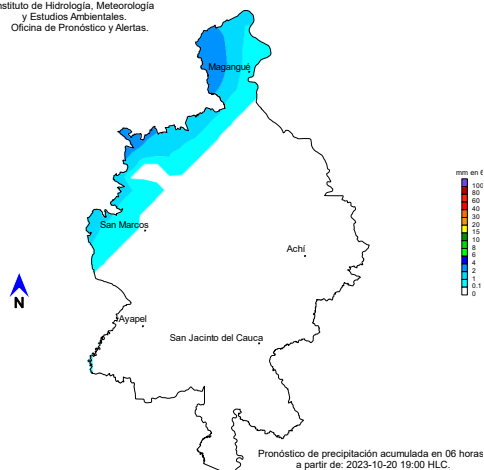 Instituto de Hidrología, Meteorología
y Estudios Ambientales.
Oficina de Pronóstico y Alertas.
Magangué
mm en 6
100
80
60
40
30
20
15
10
8
6
4
2
1
0.1
0
San Marcos
Achí
N
Ayapel
San Jacinto del Cauca
Pronóstico de precipitación acumulada en 06 horas
a partir de: 2023-10-20 19:00 HLC.